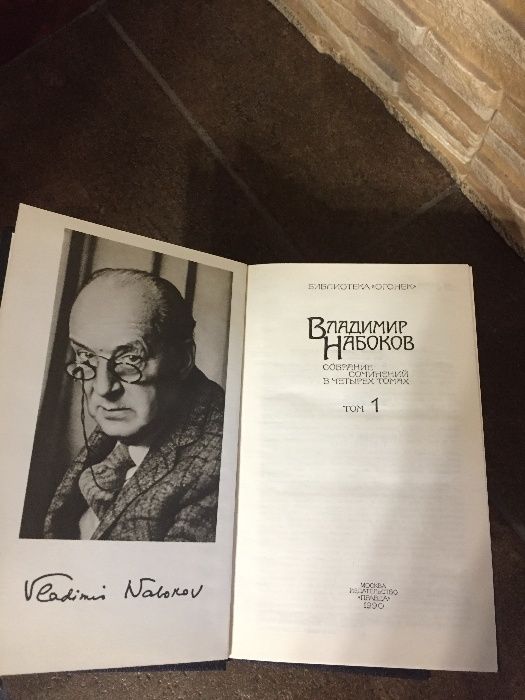 Vladimir Nabokov
БИБЛИОТЕКА «ОГОНЕК»
ВЛАДИМИР
НАБОКОВ
СОБРАНИЕ
СОЧИНЕНИЙ
В ЧЕТЫРЕХ ТОМАХ
ТОМ 1
МОСКВА
ИЗДАТЕЛЬСТВО
«ПРАВДА»
1990